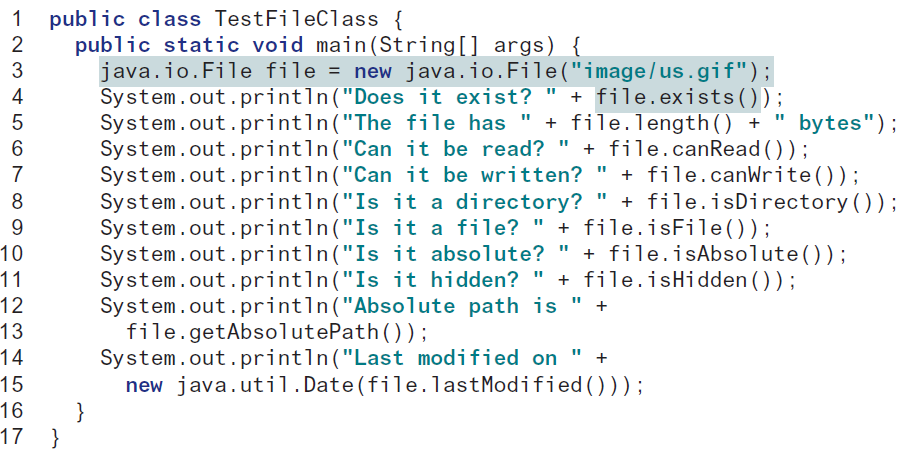 1 public class TestFileClass {
2   public static void main(String[] args) {
3     java.io.File file = new java.io.File("image/us.gif");
4     System.out.println("Does it exist? " + file.exists());
5     System.out.println("The file has " + file.length() + " bytes");
6     System.out.println("Can it be read? " + file.canRead());
7     System.out.println("Can it be written? " + file.canWrite());
8     System.out.println("Is it a directory? " + file.isDirectory());
9     System.out.println("Is it a file? " + file.isFile());
10     System.out.println("Is it absolute? " + file.isAbsolute());
11     System.out.println("Is it hidden? " + file.isHidden());
12     System.out.println("Absolute path is " +
13       file.getAbsolutePath());
14     System.out.println("Last modified on " +
15       new java.util.Date(file.lastModified()));
16   }
17 }